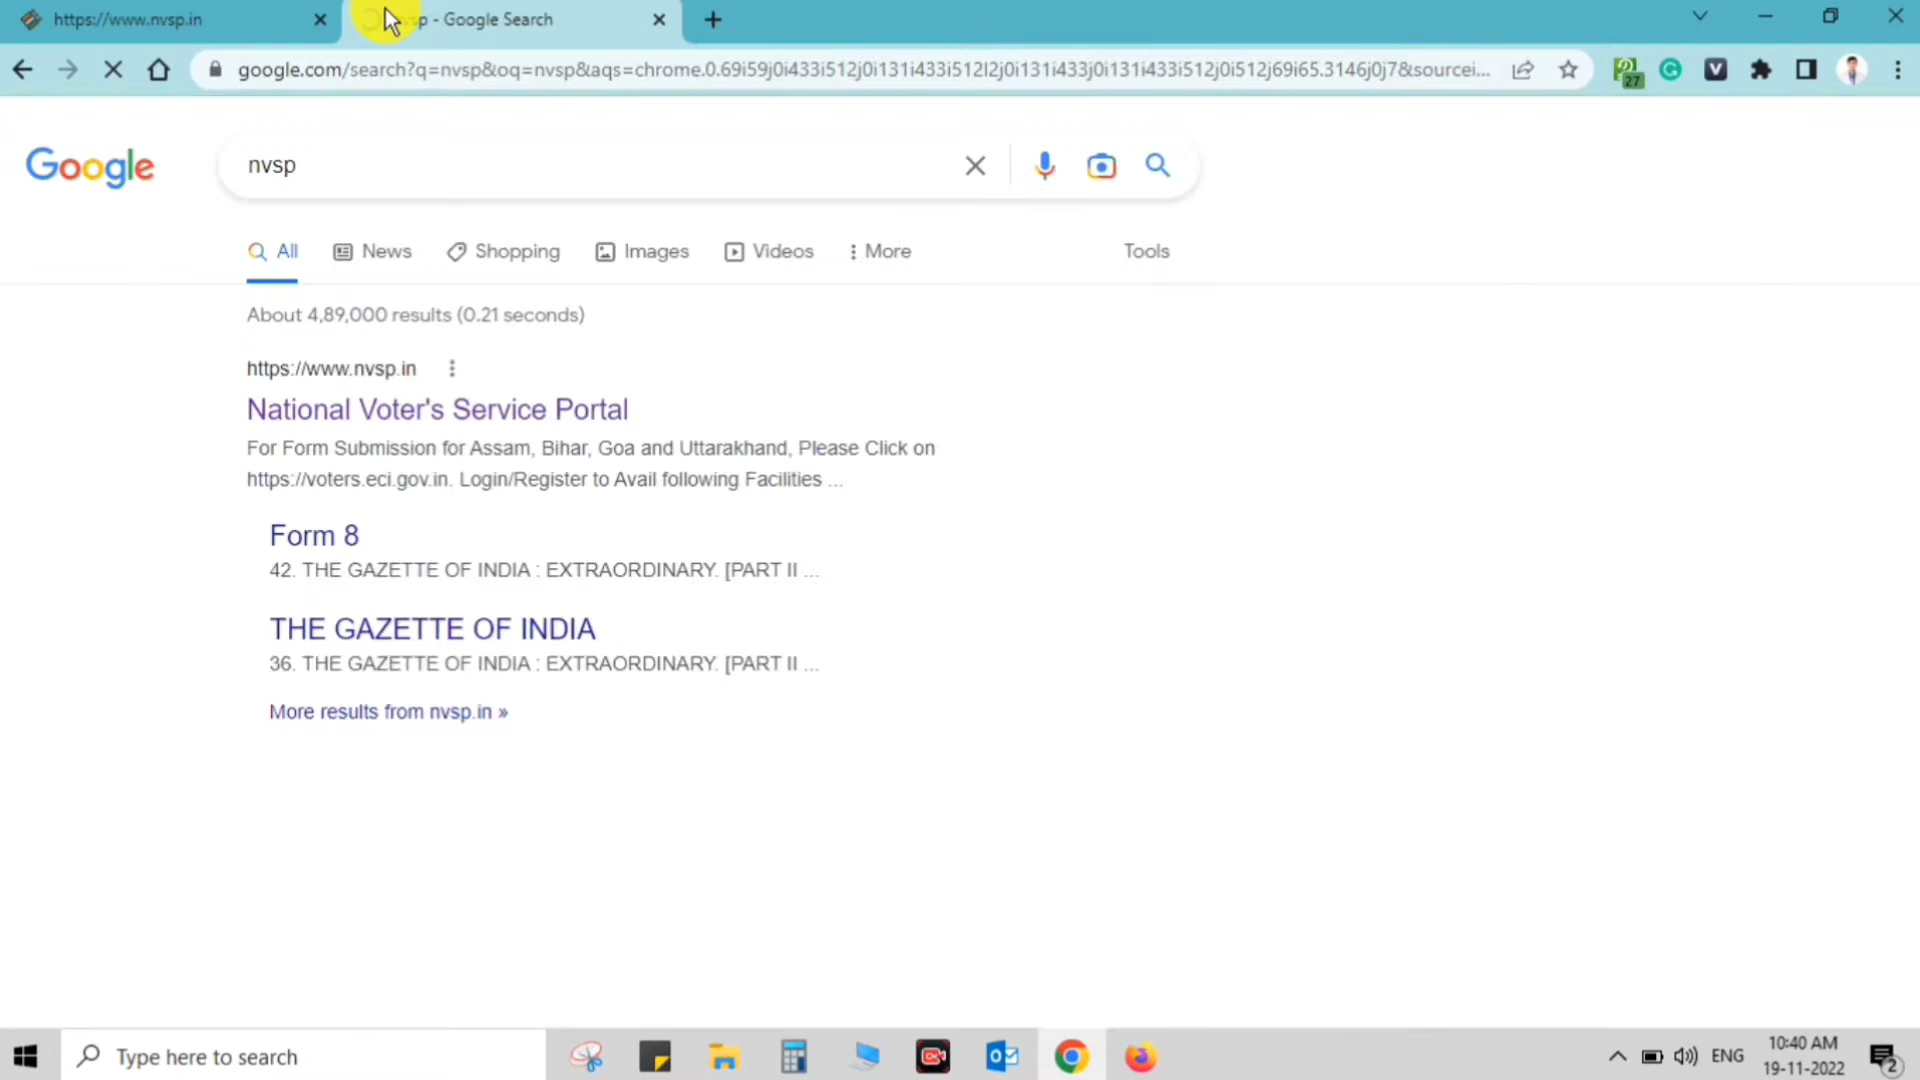 https://www.nvsp.in
sp - Google Search
google.com/search?q=nvsp&oq=nvsp&aqs=chrome.0.69i59j0i433i512j0i131i433i512l2j0i131i433j0i131i433i512j0i512j69i65.3146j0j7&sourcei...
27
Google
nvsp
All News Shopping Images Videos More Tools
About 4,89,000 results (0.21 seconds)
https://www.nvsp.in
National Voter's Service Portal
For Form Submission for Assam, Bihar, Goa and Uttarakhand, Please Click on
https://voters.eci.gov.in. Login/Register to Avail following Facilities ...
Form 8
42. THE GAZETTE OF INDIA : EXTRAORDINARY. [PART II ...
THE GAZETTE OF INDIA
36. THE GAZETTE OF INDIA : EXTRAORDINARY. [PART II ...
More results from nvsp.in »
Type here to search
ENG
10:40 AM
19-11-2022
2